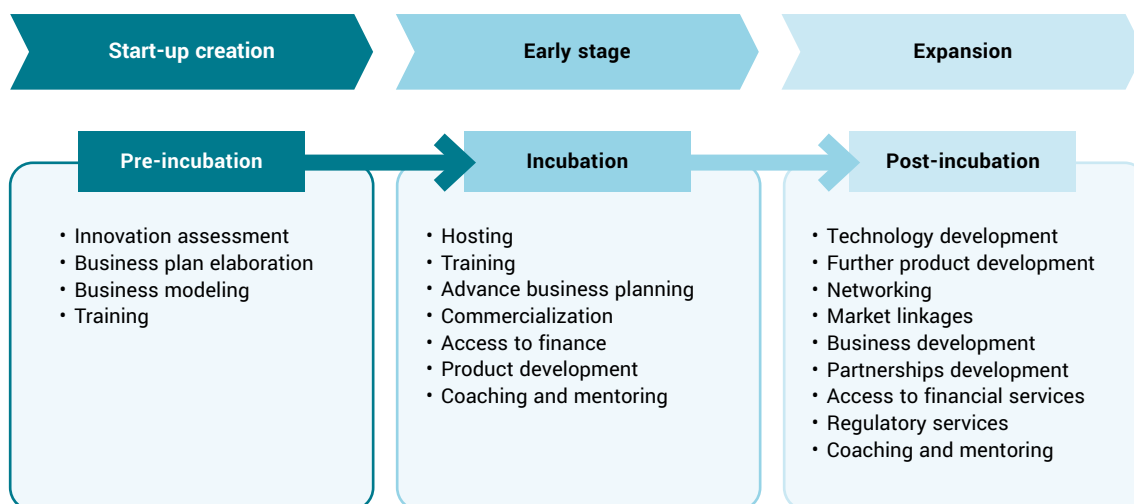 Start-up creation
Early stage
Expansion
Pre-incubation
Incubation
Post-incubation
• Innovation assessment
• Business plan elaboration
• Business modeling
• Training
• Hosting
• Training
• Advance business planning
• Commercialization
• Access to finance
• Product development
• Coaching and mentoring
• Technology development
• Further product development
• Networking
• Market linkages
• Business development
• Partnerships development
• Access to financial services
• Regulatory services
• Coaching and mentoring